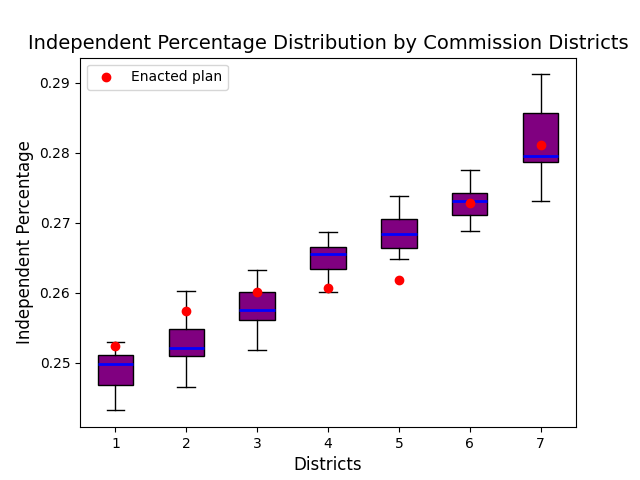 Independent Percentage Distribution by Commission Districts
Enacted plan
Independent Percentage
0.29
0.28
0.27
0.26
0.25
1 2 3 4 5 6 7
Districts